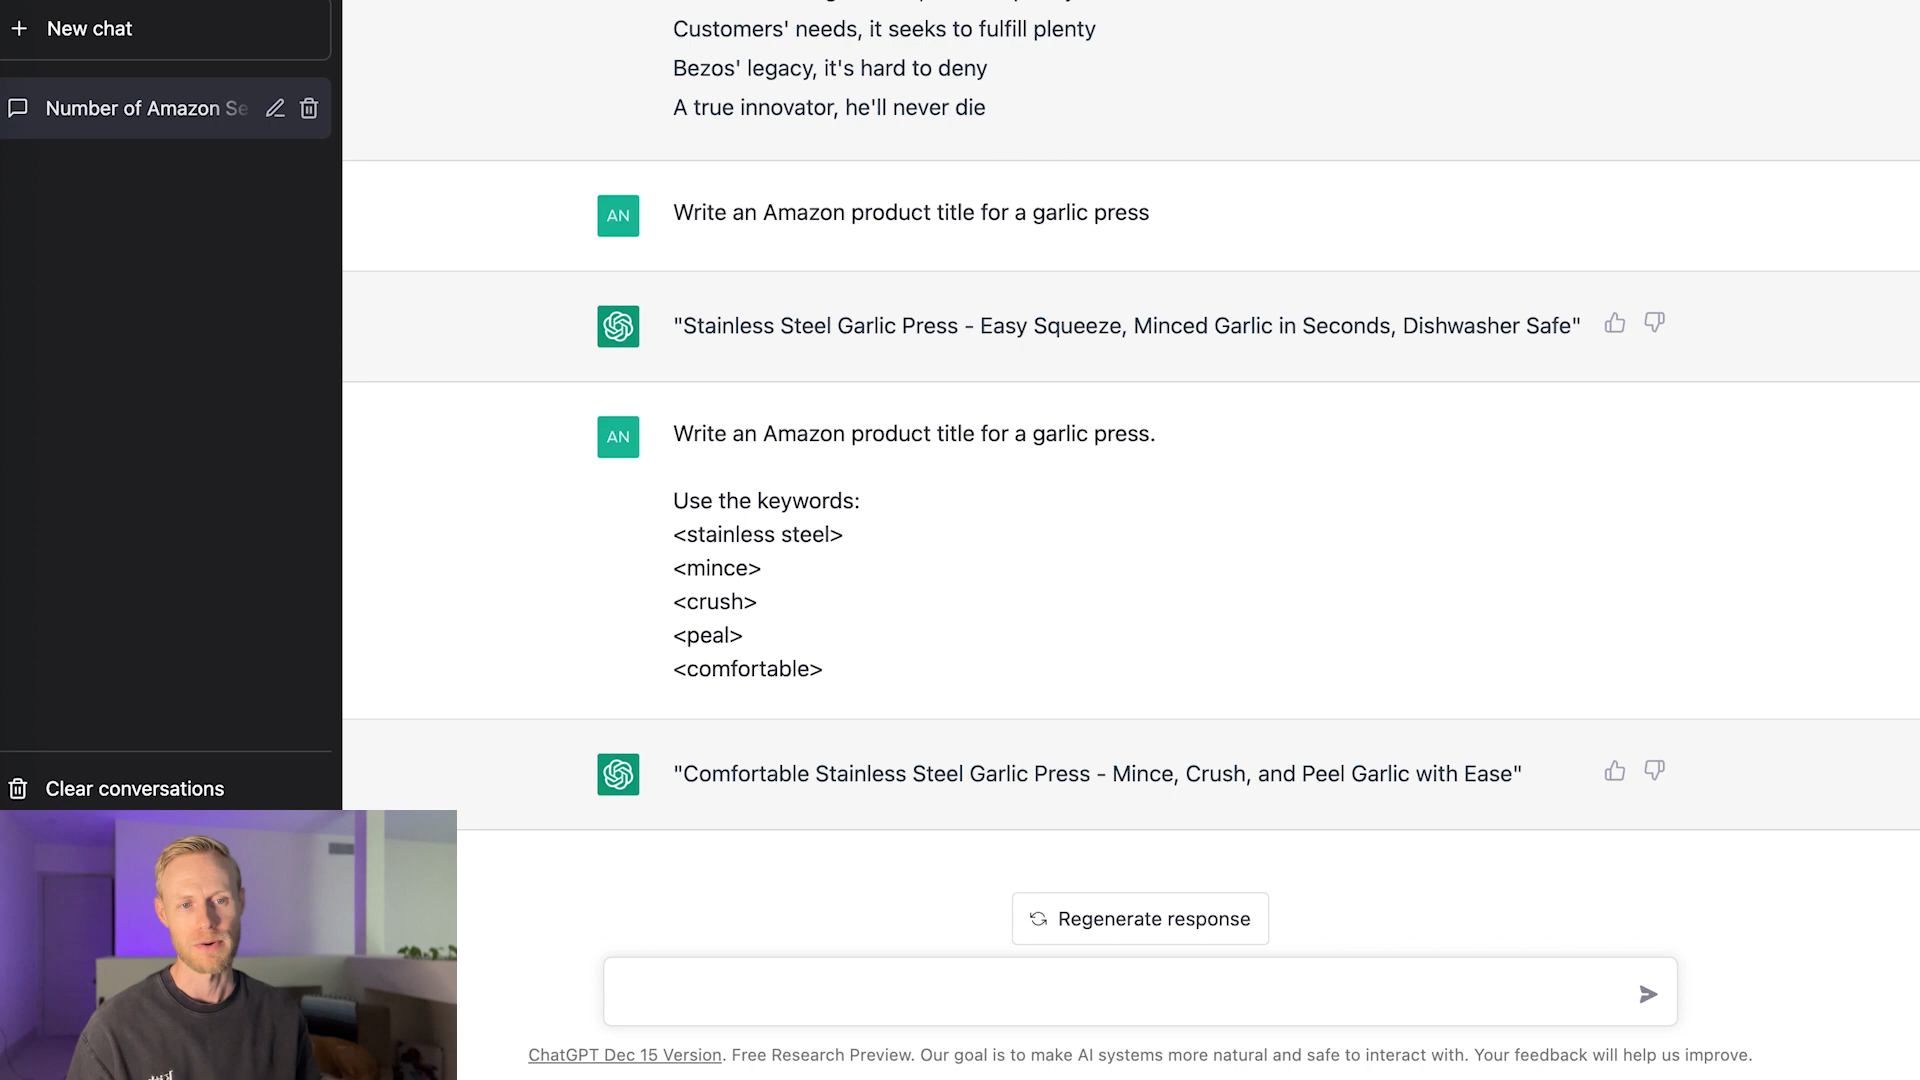 New chat
Number of Amazon Se
Clear conversations
Customers' needs, it seeks to fulfill plenty
Bezos' legacy, it's hard to deny
A true innovator, he'll never die
AN
Write an Amazon product title for a garlic press
"Stainless Steel Garlic Press - Easy Squeeze, Minced Garlic in Seconds, Dishwasher Safe"
AN
Write an Amazon product title for a garlic press.
Use the keywords:
<stainless steel>
<mince>
<crush>
<peal>
<comfortable>
"Comfortable Stainless Steel Garlic Press - Mince, Crush, and Peel Garlic with Ease"
Regenerate response
ChatGPT Dec 15 Version. Free Research Preview. Our goal is to make AI systems more natural and safe to interact with. Your feedback will help us improve.